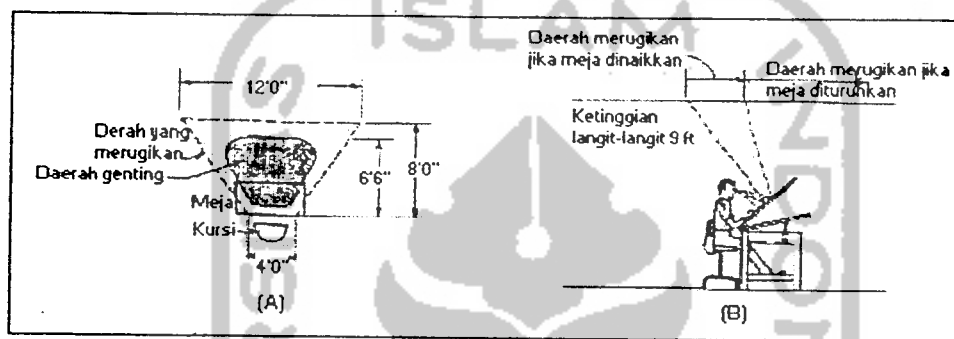 ISLAM
12'0"
Derah yang
merugikan
Daerah genting
6'6"
8'0"
Meja
Kursi
4'0"
(A)
Daerah merugikan
jika meja dinaikkan
Daerah merugikan jika
meja diturunkan
Ketinggian
langit-langit 9 ft
(B)